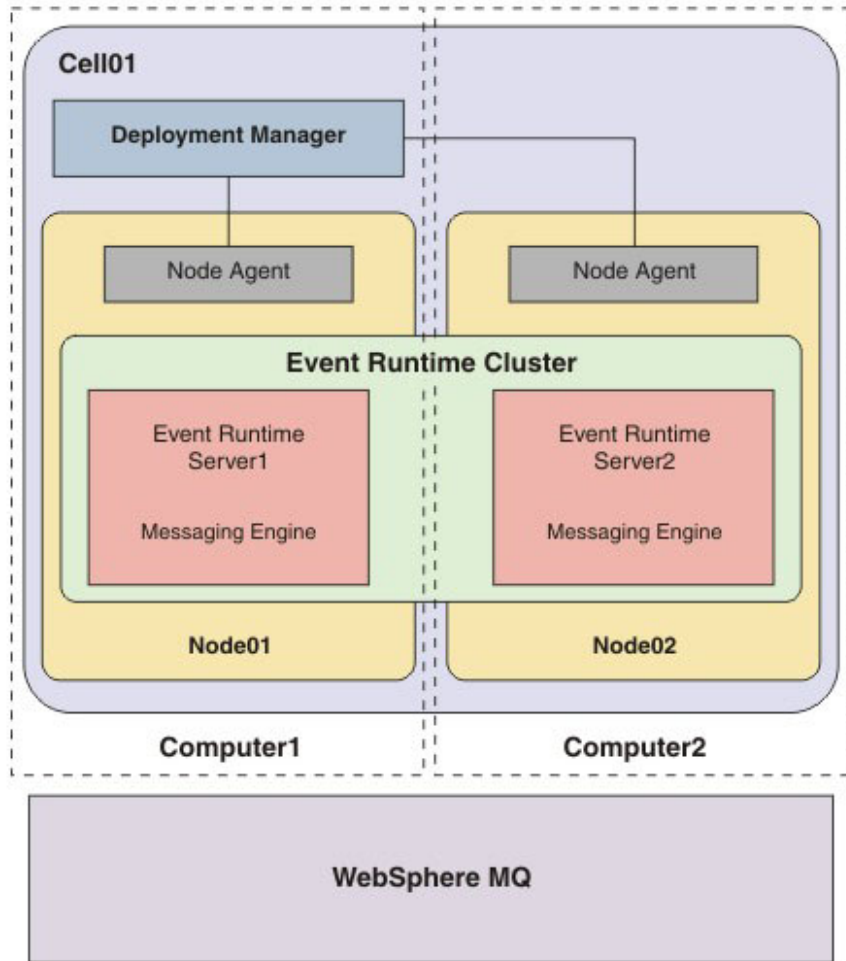 Cell01
Deployment Manager
Node Agent
Node Agent
Event Runtime Cluster
Event Runtime
Server1
Messaging Engine
Event Runtime
Server2
Messaging Engine
Node01
Node02
Computer1
Computer2
WebSphere MQ